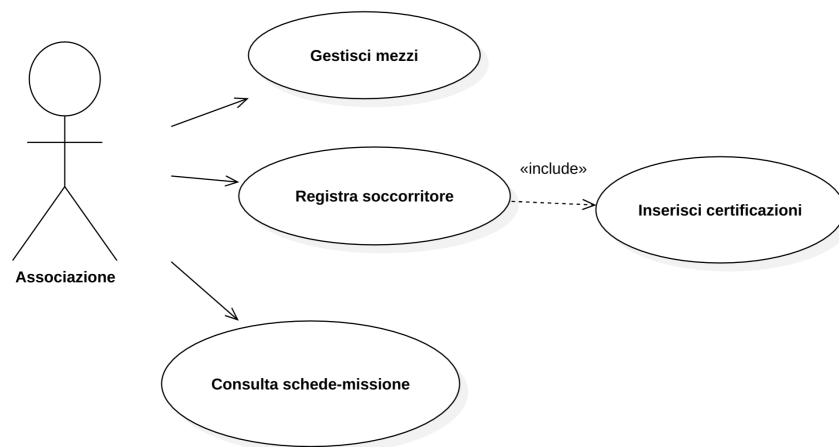 Gestisci mezzi
«include»
Registra soccorritore
Inserisci certificazioni
Associazione
Consulta schede-missione